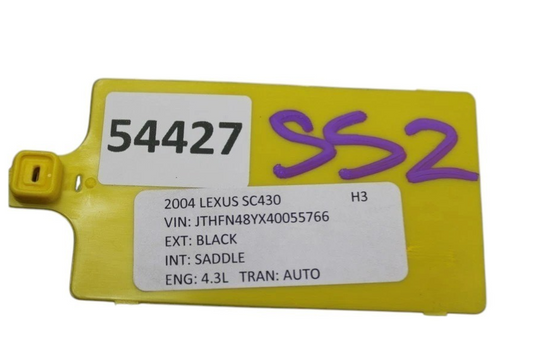 54427
SS2
2004 LEXUS SC430 H3
VIN: JTHFN48YX40055766
EXT: BLACK
INT: SADDLE
ENG: 4.3L TRAN: AUTO